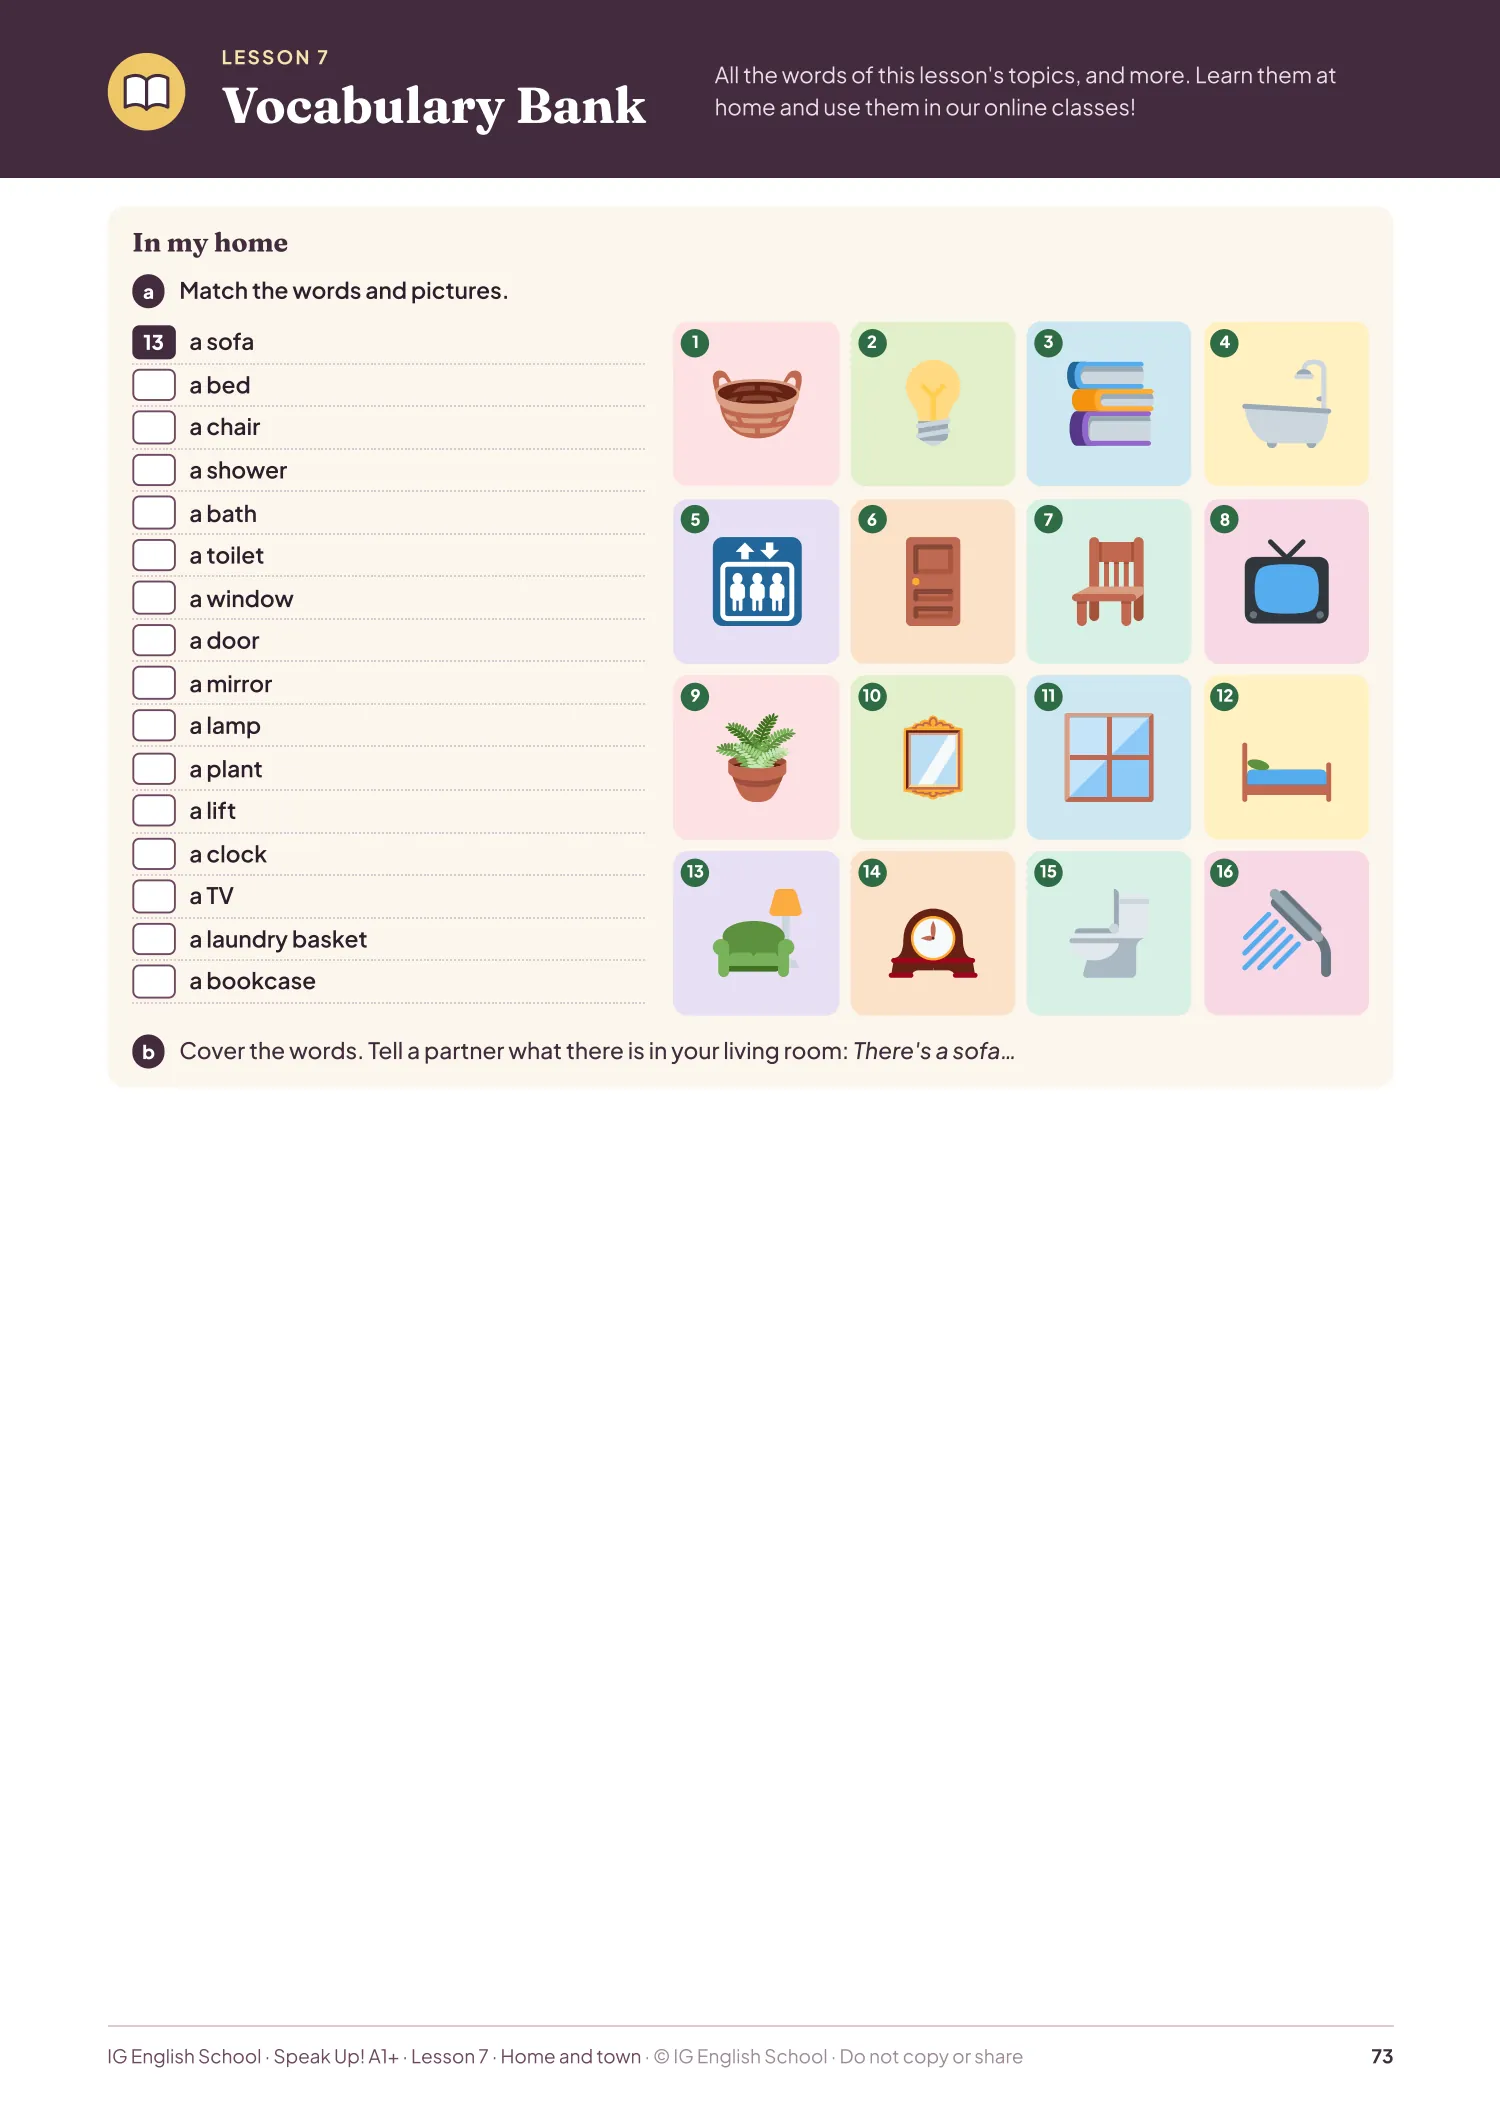 LESSON 7
Vocabulary Bank
All the words of this lesson's topics, and more. Learn them at
home and use them in our online classes!
In my home
a Match the words and pictures.
13 a sofa
a bed
a chair
a shower
a bath
a toilet
a window
a door
a mirror
a lamp
a plant
a lift
a clock
a TV
a laundry basket
a bookcase
1
2
3
4
5
6
7
8
9
10
11
12
13
14
15
16
b Cover the words. Tell a partner what there is in your living room: There's a sofa...
IG English School · Speak Up! A1+ · Lesson 7 · Home and town · © IG English School · Do not copy or share
73